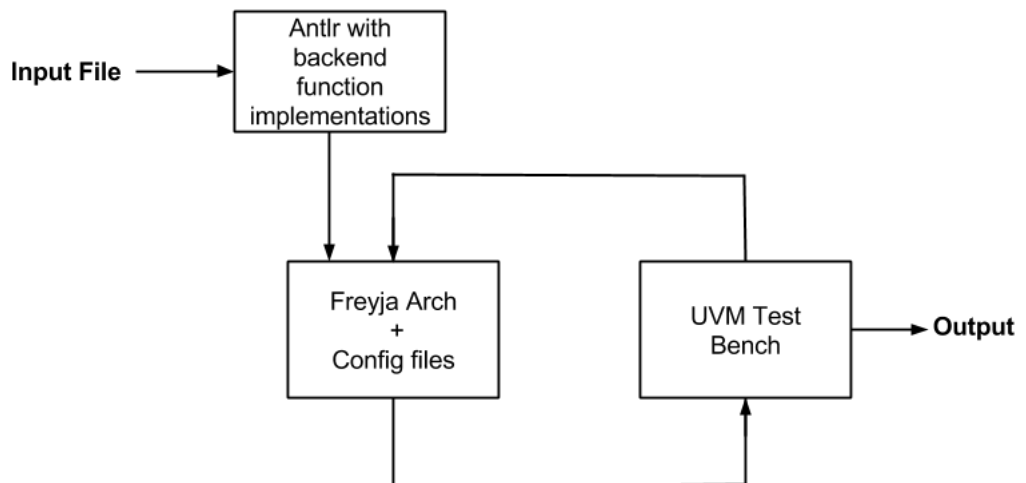 Antlr with
backend
function
implementations
Input File
Freyja Arch
+
Config files
UVM Test
Bench
Output